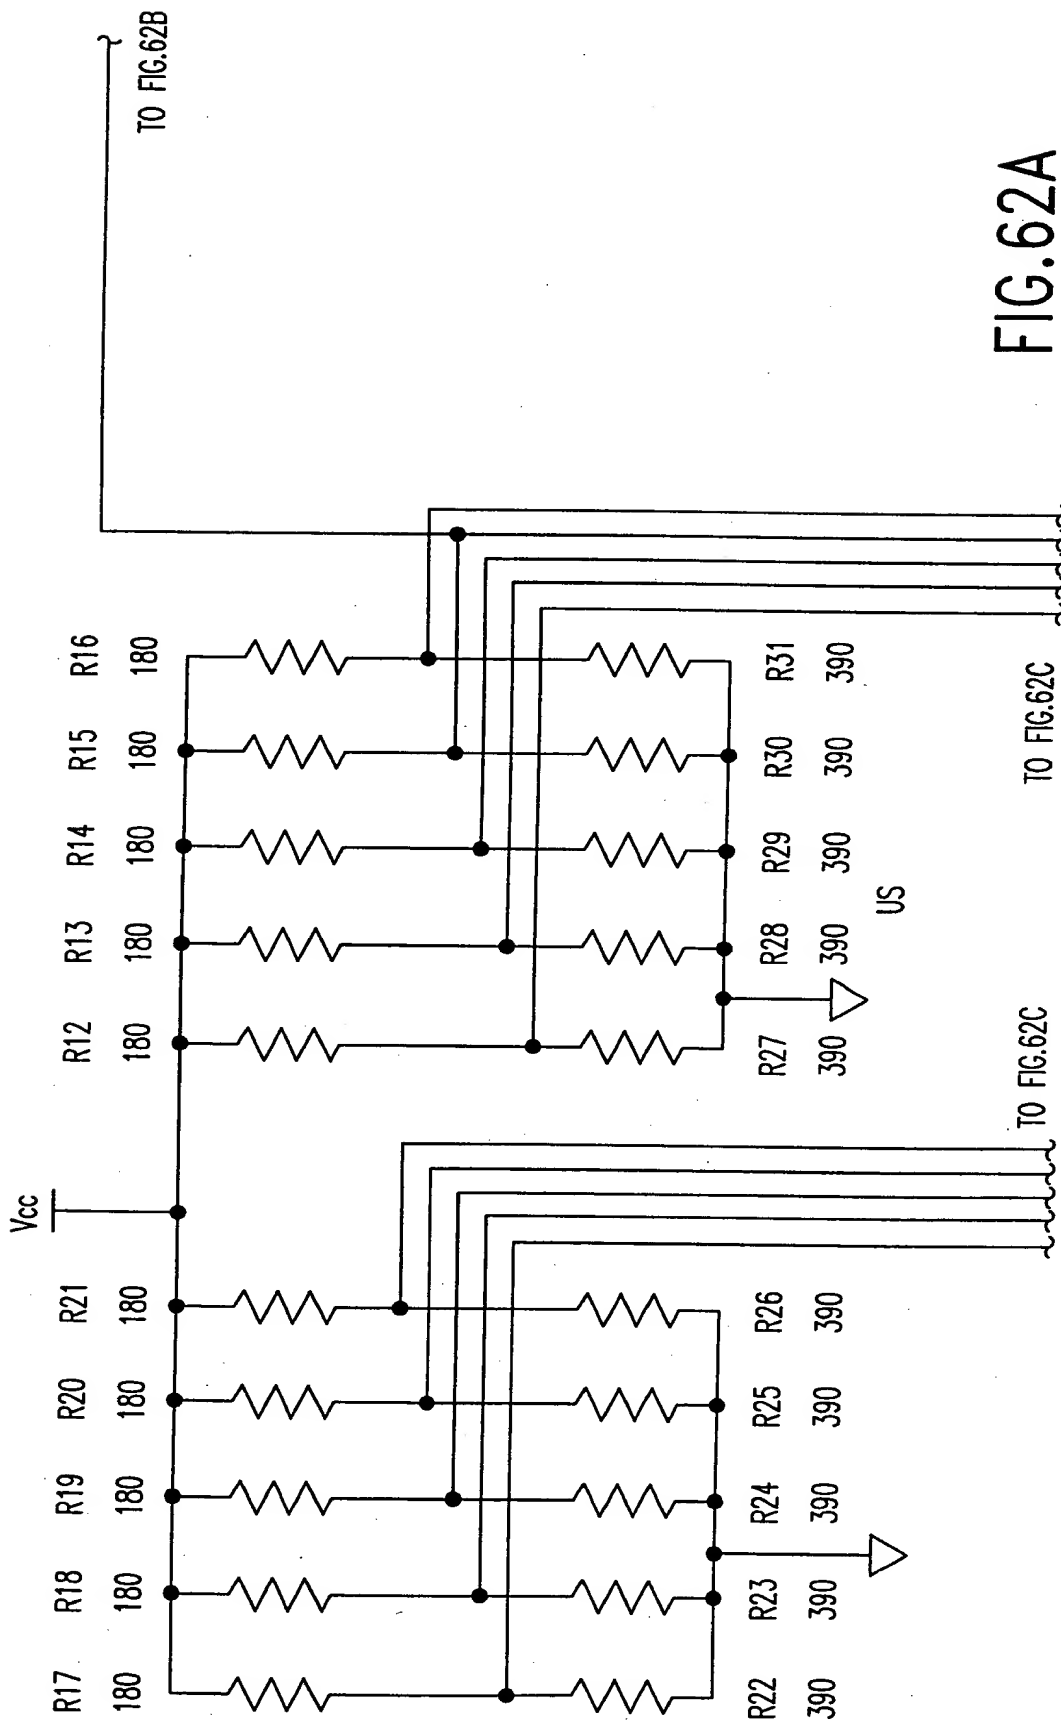 Vcc
R17
R18
R19
R20
R21
R12
R13
R14
R15
R16
180
180
180
180
180
180
180
180
180
180
TO FIG.62B
R22
R23
R24
R25
R26
R27
R28
R29
R30
R31
390
390
390
390
390
390
390
390
390
390
US
TO FIG.62C
TO FIG.62C
FIG.62A